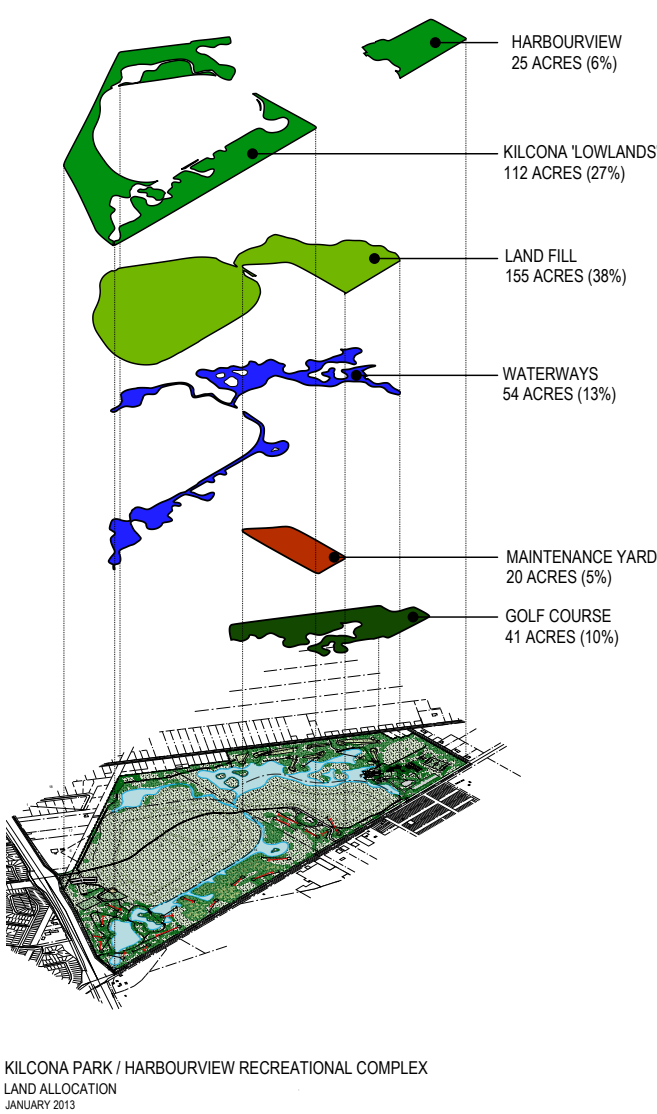 HARBOURVIEW
25 ACRES (6%)
KILCONA 'LOWLANDS'
112 ACRES (27%)
LAND FILL
155 ACRES (38%)
WATERWAYS
54 ACRES (13%)
MAINTENANCE YARD
20 ACRES (5%)
GOLF COURSE
41 ACRES (10%)
KILCONA PARK / HARBOURVIEW RECREATIONAL COMPLEX
LAND ALLOCATION
JANUARY 2013